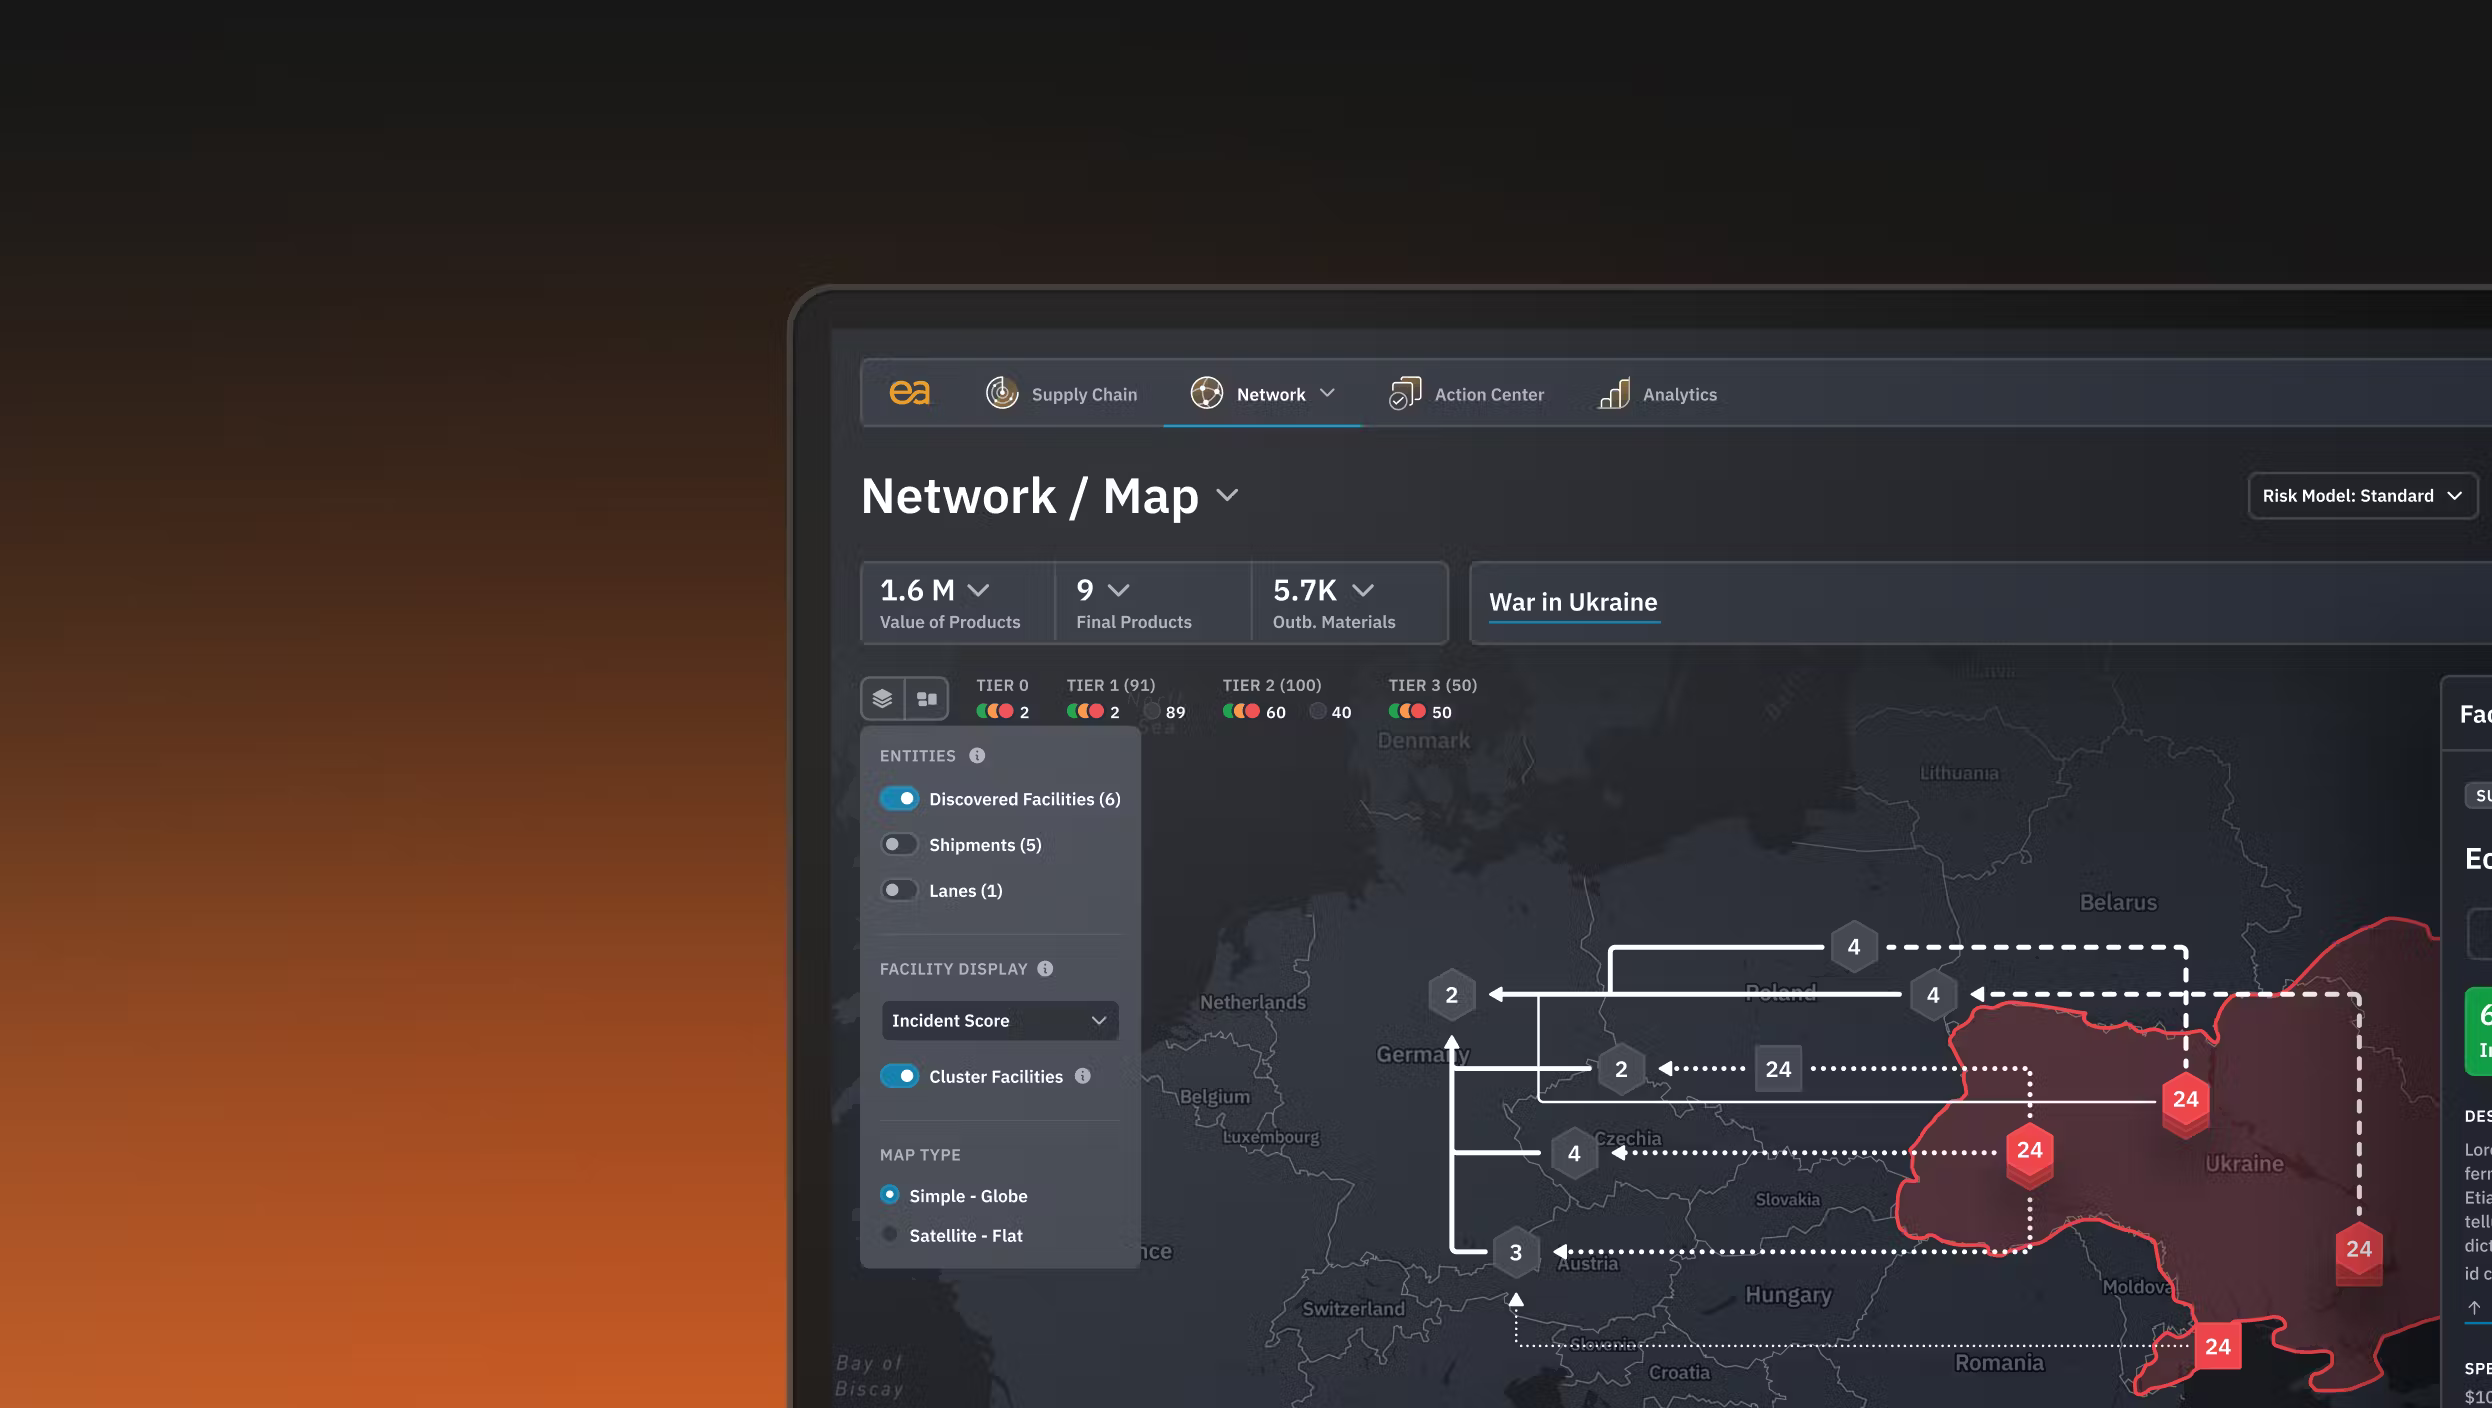 ea
Supply Chain
Network
Action Center
Analytics
Network / Map
Risk Model: Standard
1.6 M
Value of Products
9
Final Products
5.7K
Outb. Materials
War in Ukraine
TIER 0
2
TIER 1 (91)
2 89
TIER 2 (100)
60 40
TIER 3 (50)
50
North
Sea
ENTITIES
Discovered Facilities (6)
Shipments (5)
Lanes (1)
FACILITY DISPLAY
Incident Score
Cluster Facilities
MAP TYPE
Simple - Globe
Satellite - Flat
Denmark
Lithuania
Belarus
4
Netherlands
2
Poland
4
Germany
2
24
Belgium
24
Luxembourg
Czechia
4
24
Ukraine
Slovakia
nce
3
Austria
24
Switzerland
Hungary
Moldova
Slovenia
24
Bay of
Biscay
Croatia
Romania
Fac
SU
Ec
6
In
DES
Lore
ferr
Etia
tell
dict
id c
SPE
$10